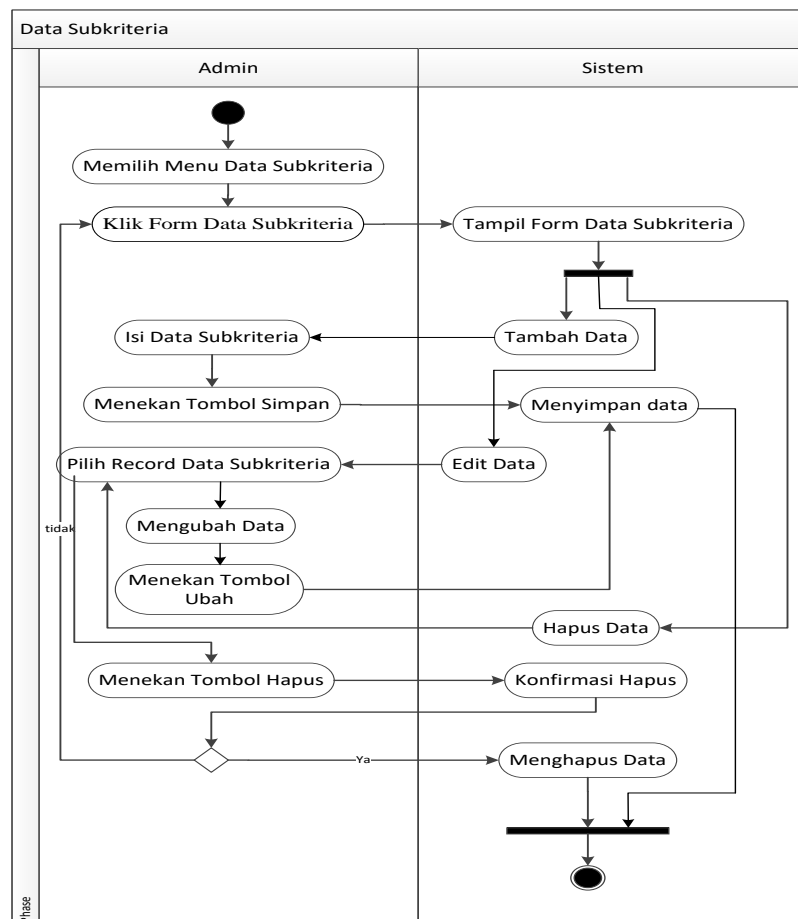 Data Subkriteria
Admin
Sistem
Memilih Menu Data Subkriteria
Klik Form Data Subkriteria
Tampil Form Data Subkriteria
Isi Data Subkriteria
Tambah Data
Menekan Tombol Simpan
Menyimpan data
Pilih Record Data Subkriteria
Edit Data
tidak
Mengubah Data
Menekan Tombol
Ubah
Hapus Data
Menekan Tombol Hapus
Konfirmasi Hapus
Ya
Menghapus Data